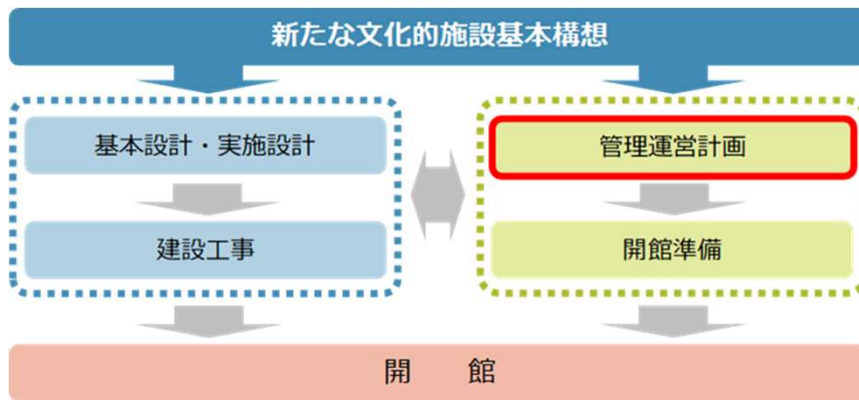 新たな文化的施設基本構想
基本設計・実施設計
建設工事
管理運営計画
開館準備
開　　館